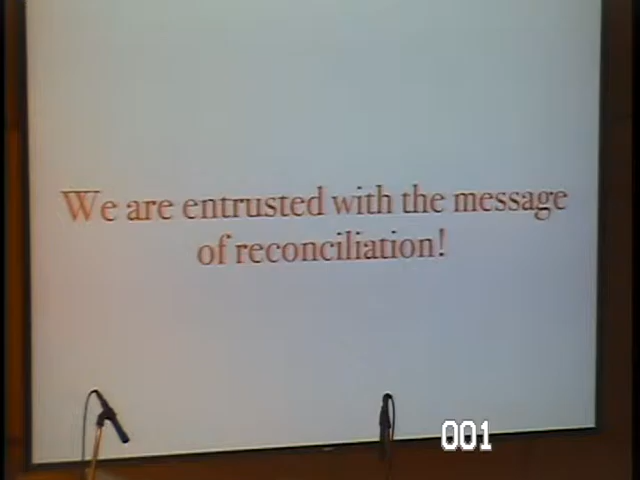 We are entrusted with the message
of reconciliation!
001